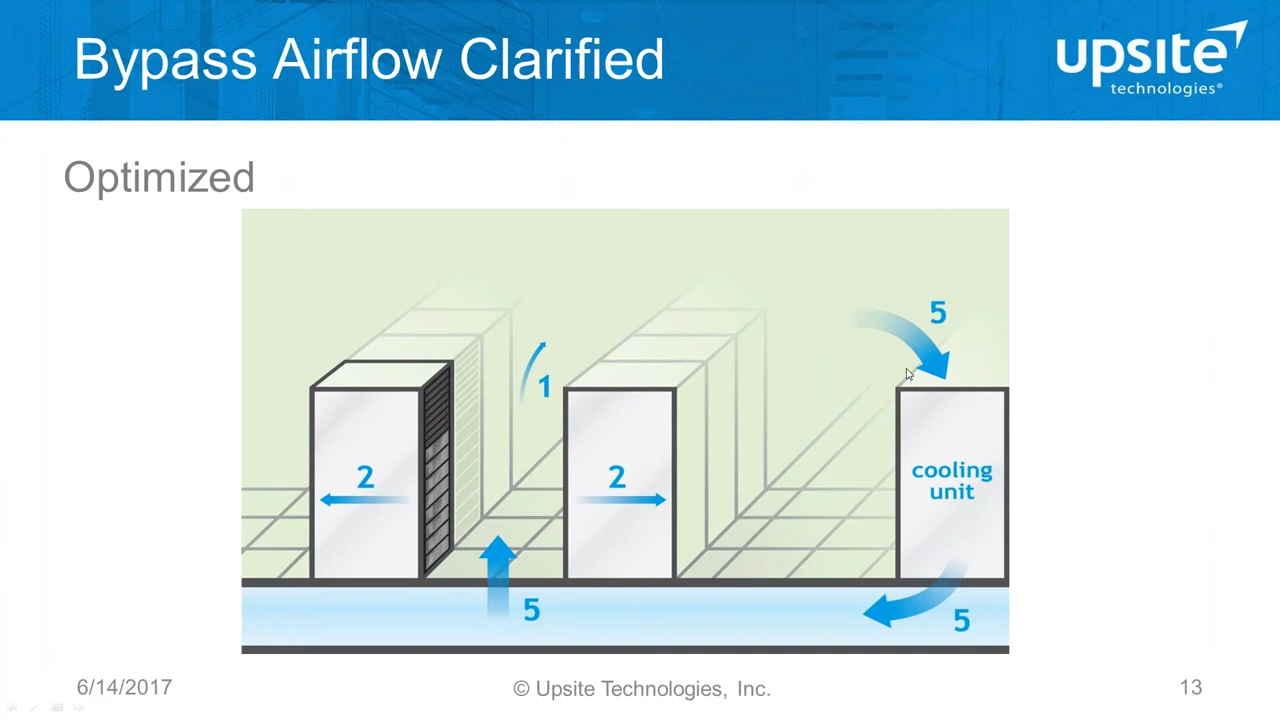 Bypass Airflow Clarified
upsite
technologies®
Optimized
5
1
2
2
cooling
unit
5
5
6/14/2017
© Upsite Technologies, Inc.
13